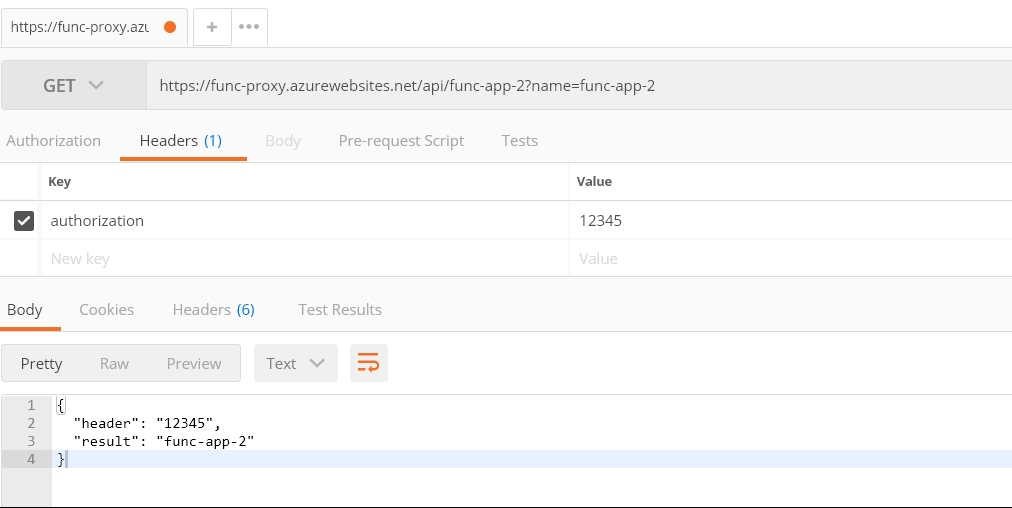 https://func-proxy.azu
+ •••
GET https://func-proxy.azurewebsites.net/api/func-app-2?name=func-app-2
Authorization Headers (1) Body Pre-request Script Tests
Key Value
authorization 12345
New key Value
Body Cookies Headers (6) Test Results
Pretty Raw Preview Text
1 {
2 "header": "12345",
3 "result": "func-app-2"
4 }